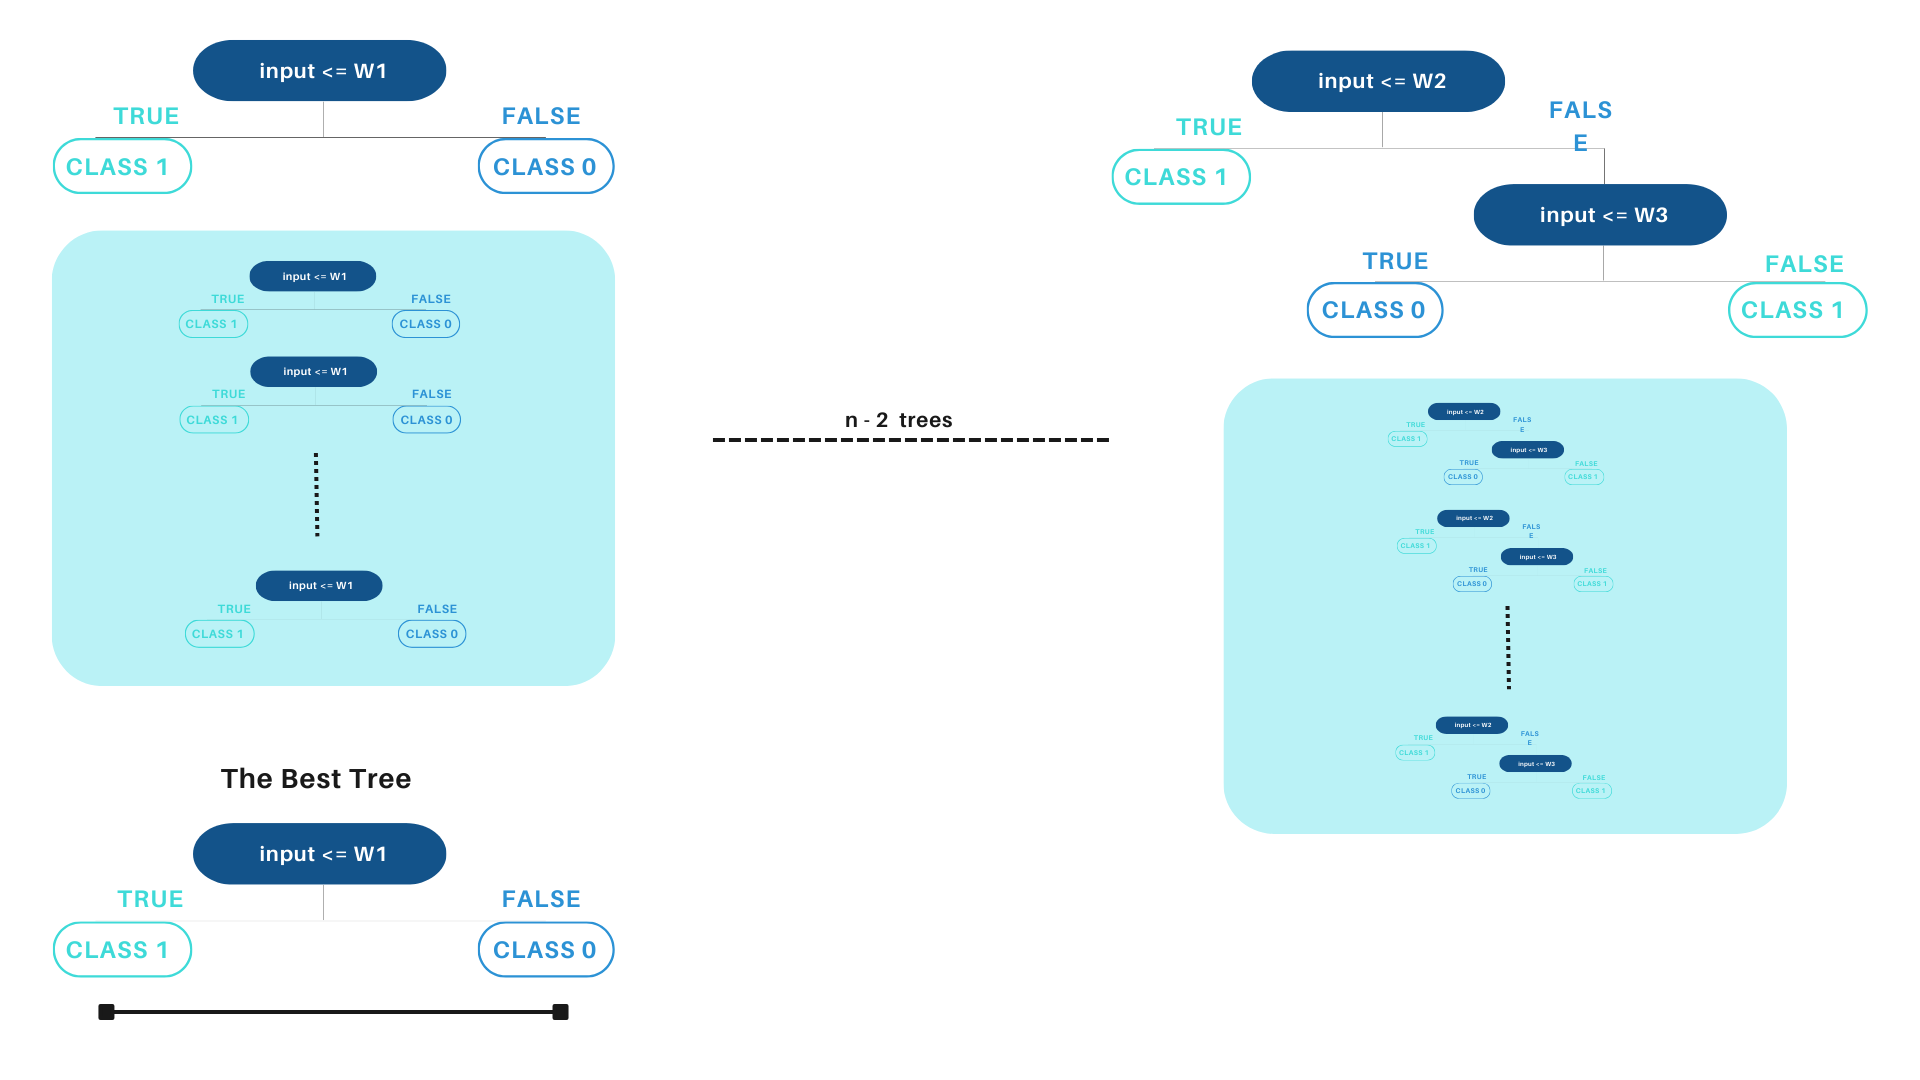 input <= W1
TRUE
FALSE
CLASS 1
CLASS 0
input <= W1
TRUE
FALSE
CLASS 1
CLASS 0
input <= W1
TRUE
FALSE
CLASS 1
CLASS 0
input <= W1
TRUE
FALSE
CLASS 1
CLASS 0
The Best Tree
input <= W1
TRUE
FALSE
CLASS 1
CLASS 0
n - 2 trees
input <= W2
TRUE
FALS
E
CLASS 1
input <= W3
TRUE
FALSE
CLASS 0
CLASS 1
input <= W2
TRUE
FALS
E
CLASS 1
input <= W3
TRUE
FALSE
CLASS 0
CLASS 1
input <= W2
TRUE
FALS
E
CLASS 1
input <= W3
TRUE
FALSE
CLASS 0
CLASS 1
input <= W2
TRUE
FALS
E
CLASS 1
input <= W3
TRUE
FALSE
CLASS 0
CLASS 1